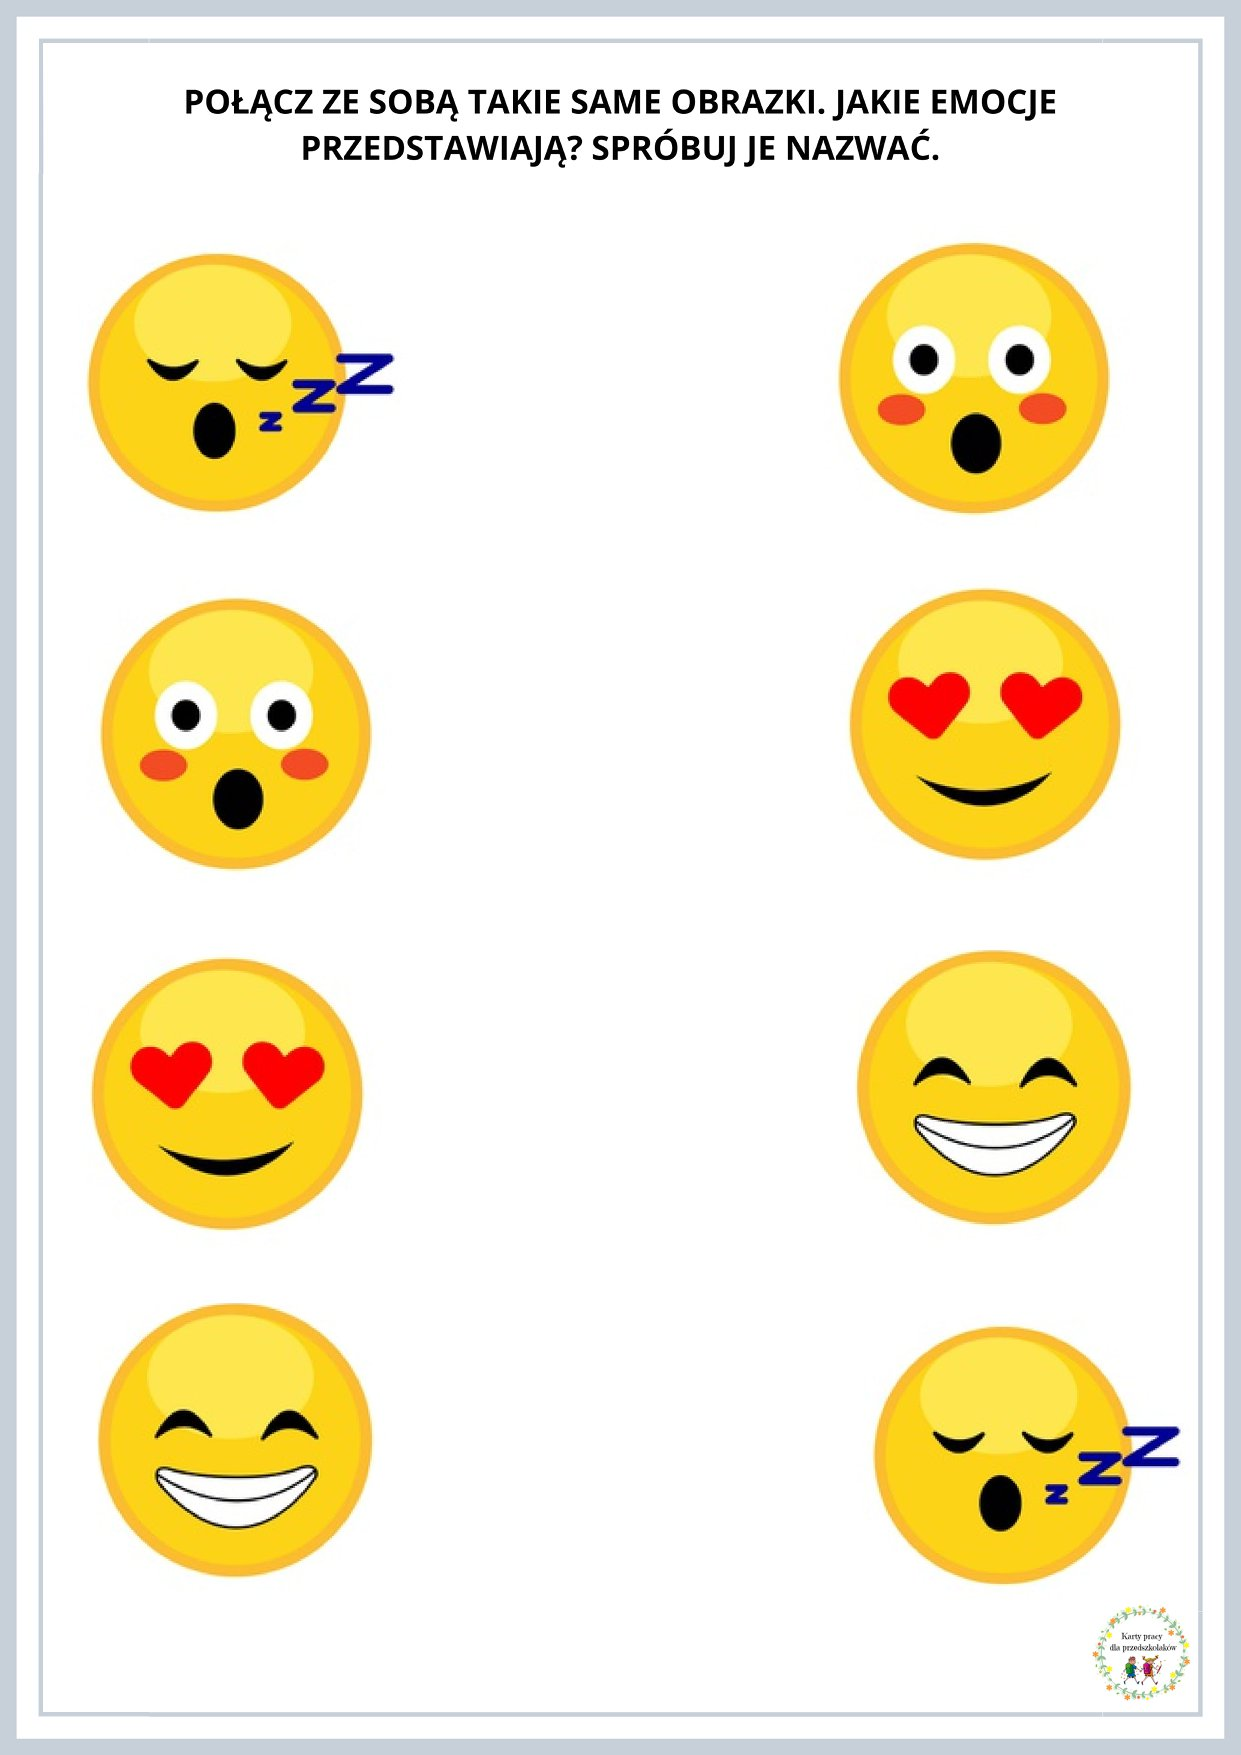 POŁĄCZ ZE SOBĄ TAKIE SAME OBRAZKI. JAKIE EMOCJE
PRZEDSTAWIAJĄ? SPRÓBUJ JE NAZWAĆ.
z z z
z z z
Karty pracy
dla przedszkolaków